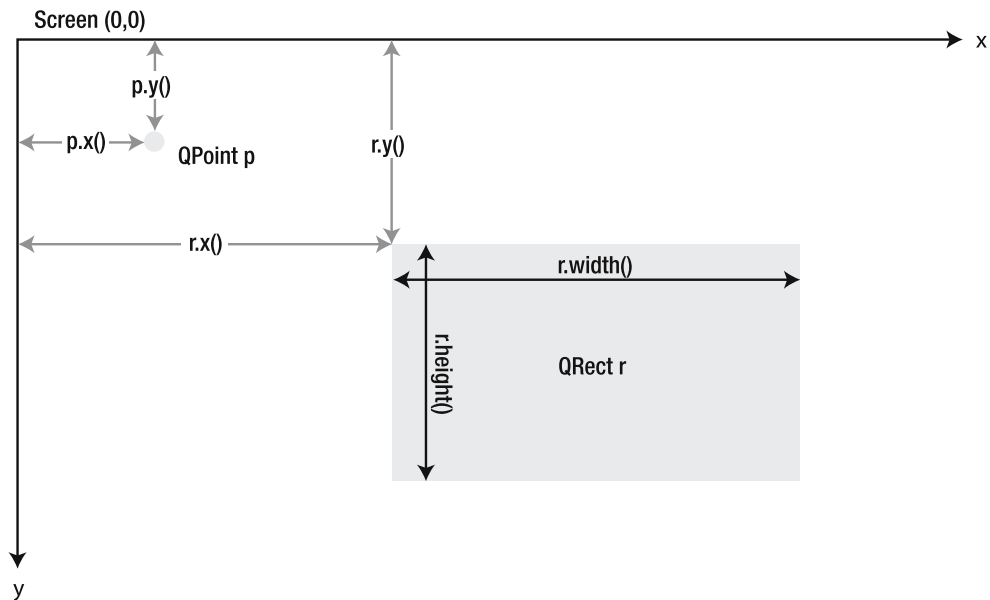 Screen (0,0)
x
p.y()
p.x()
QPoint p
r.y()
r.x()
r.width()
r.height()
QRect r
y